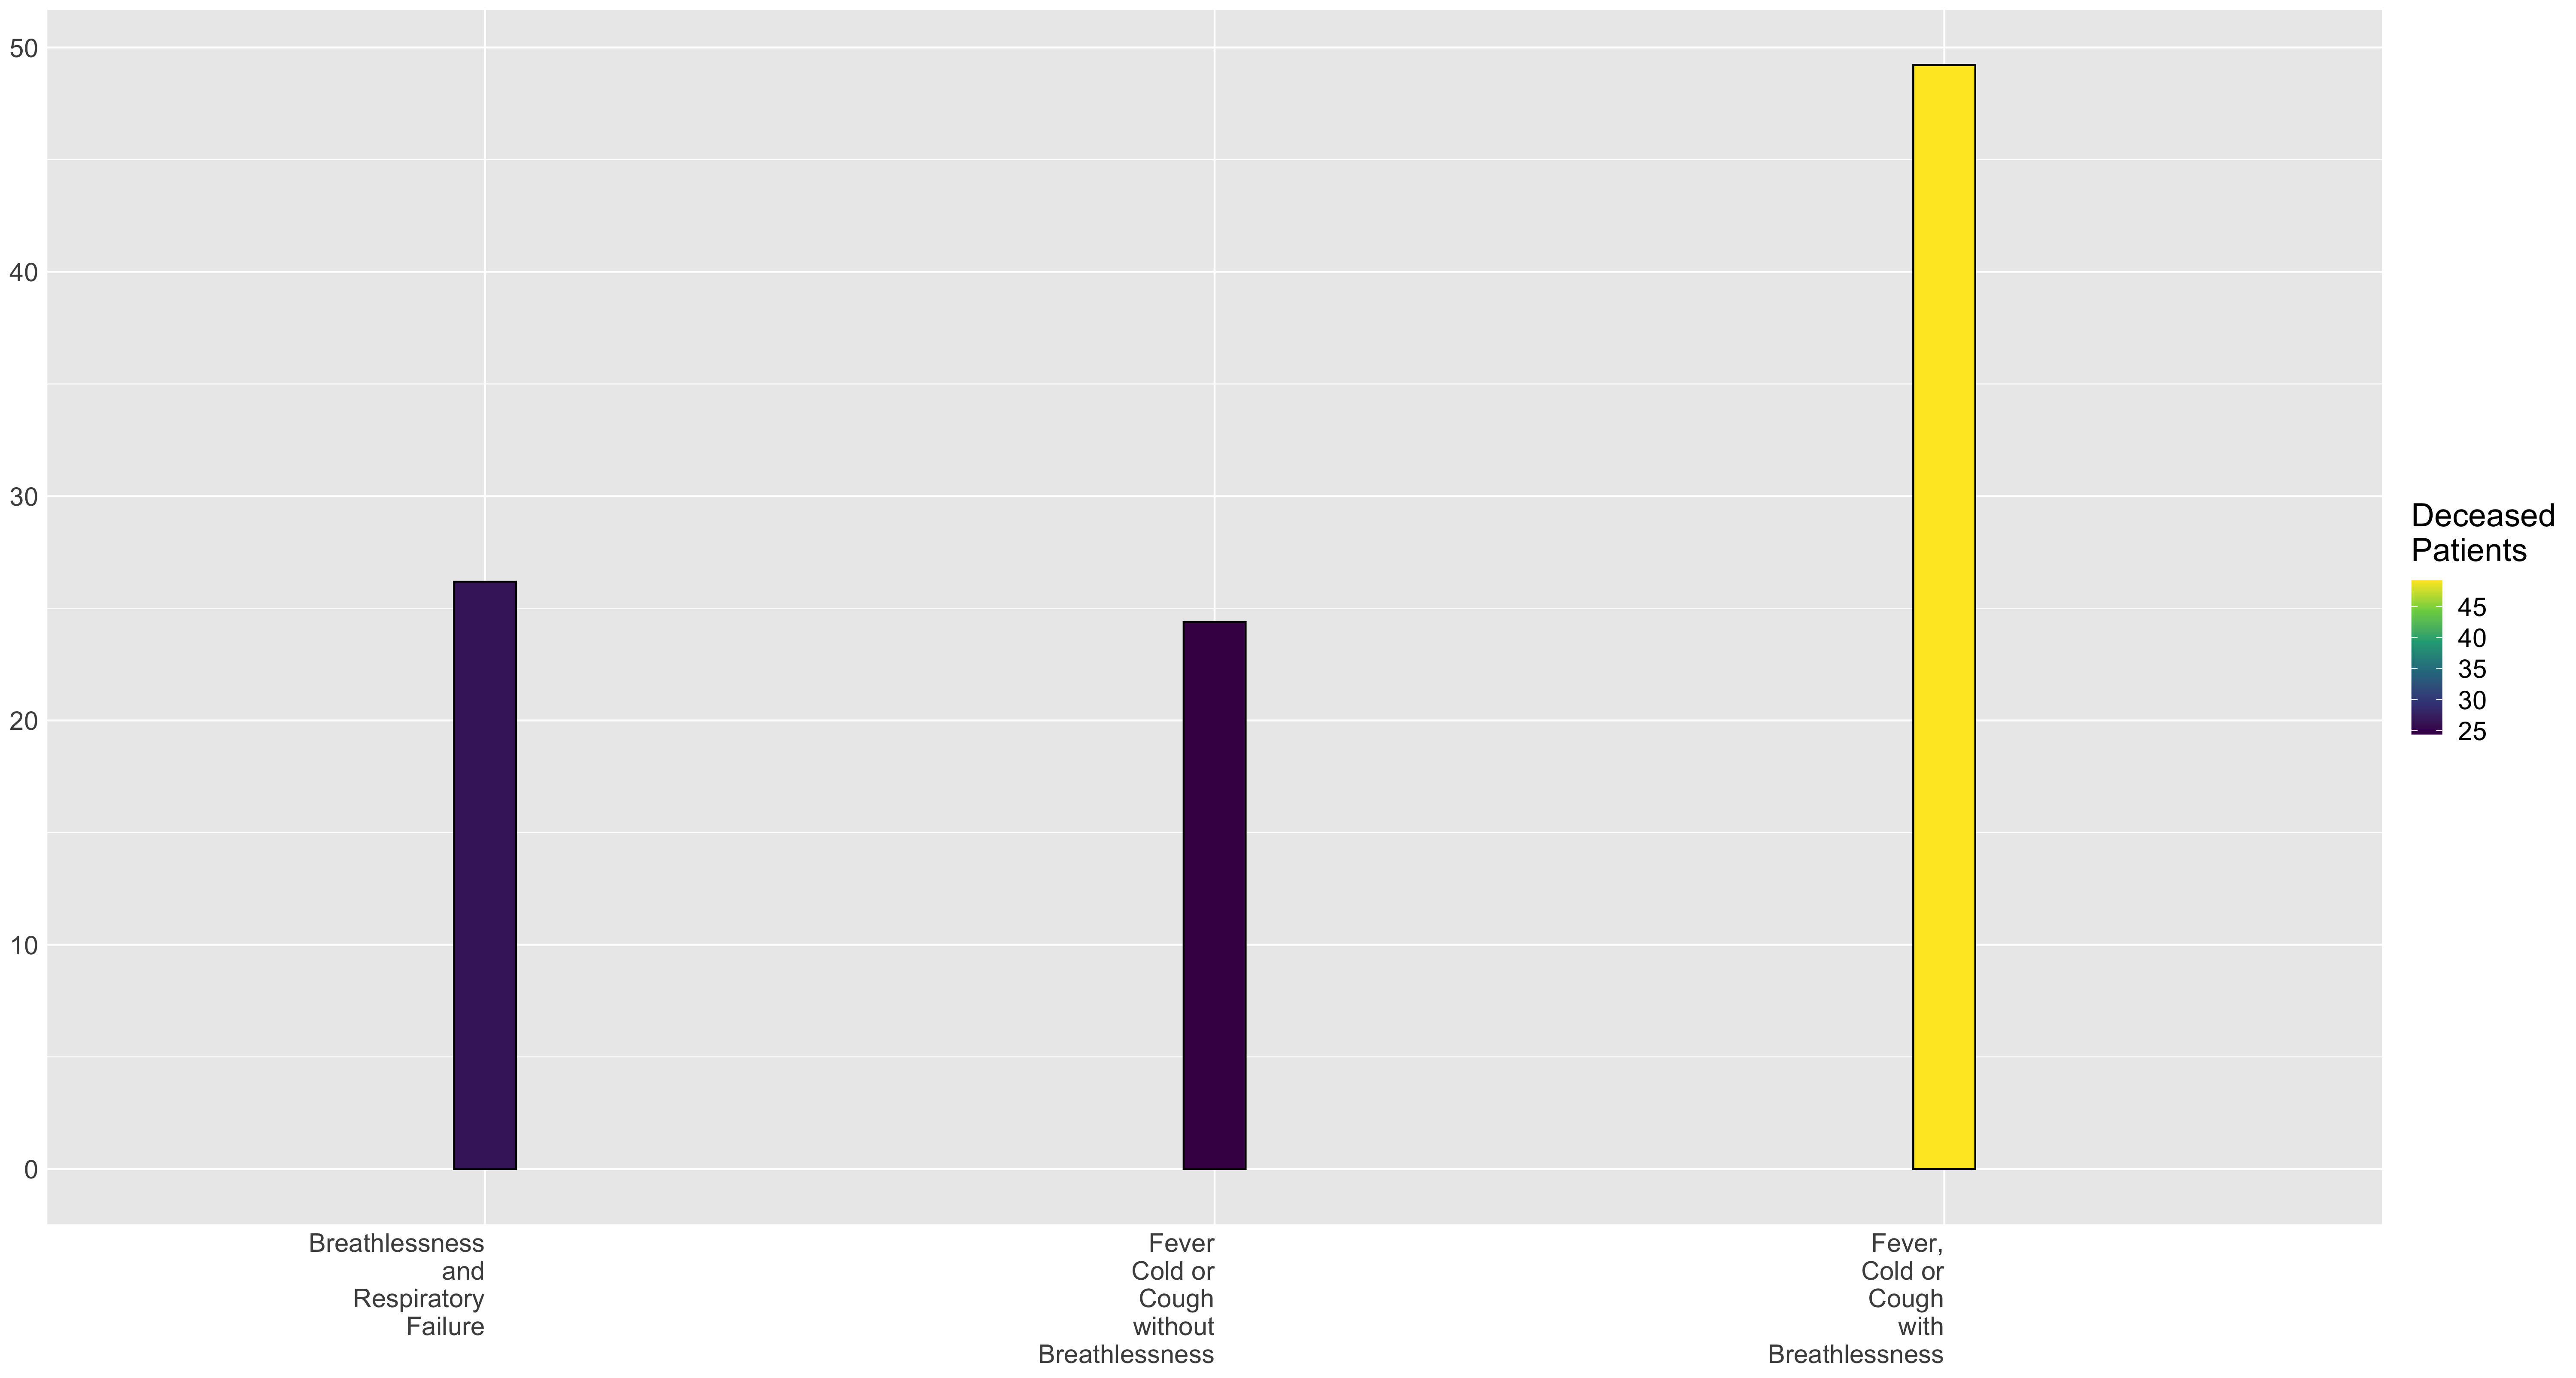 50
40
30
20
10
0
Breathlessness
and
Respiratory
Failure
Fever
Cold or
Cough
without
Breathlessness
Fever,
Cold or
Cough
with
Breathlessness
Deceased
Patients
45
40
35
30
25